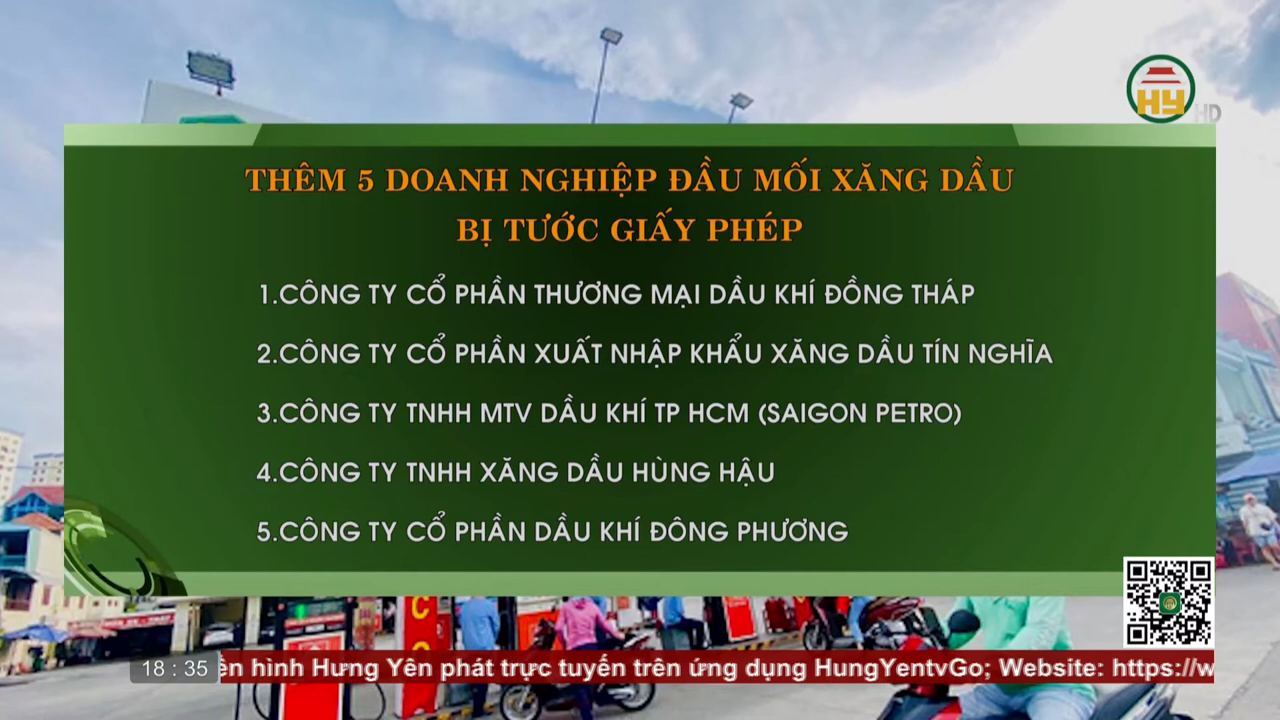 HY
HD
THÊM 5 DOANH NGHIỆP ĐẦU MỐI XĂNG DẦU
BỊ TƯỚC GIẤY PHÉP
1.CÔNG TY CỔ PHẦN THƯƠNG MẠI DẦU KHÍ ĐỒNG THÁP
2.CÔNG TY CỔ PHẦN XUẤT NHẬP KHẨU XĂNG DẦU TÍN NGHĨA
3.CÔNG TY TNHH MTV DẦU KHÍ TP HCM (SAIGON PETRO)
4.CÔNG TY TNHH XĂNG DẦU HÙNG HẬU
5.CÔNG TY CỔ PHẦN DẦU KHÍ ĐÔNG PHƯƠNG
18 : 35 hình Hưng Yên phát trực tuyến trên ứng dụng HungYentvGo; Website: https://w